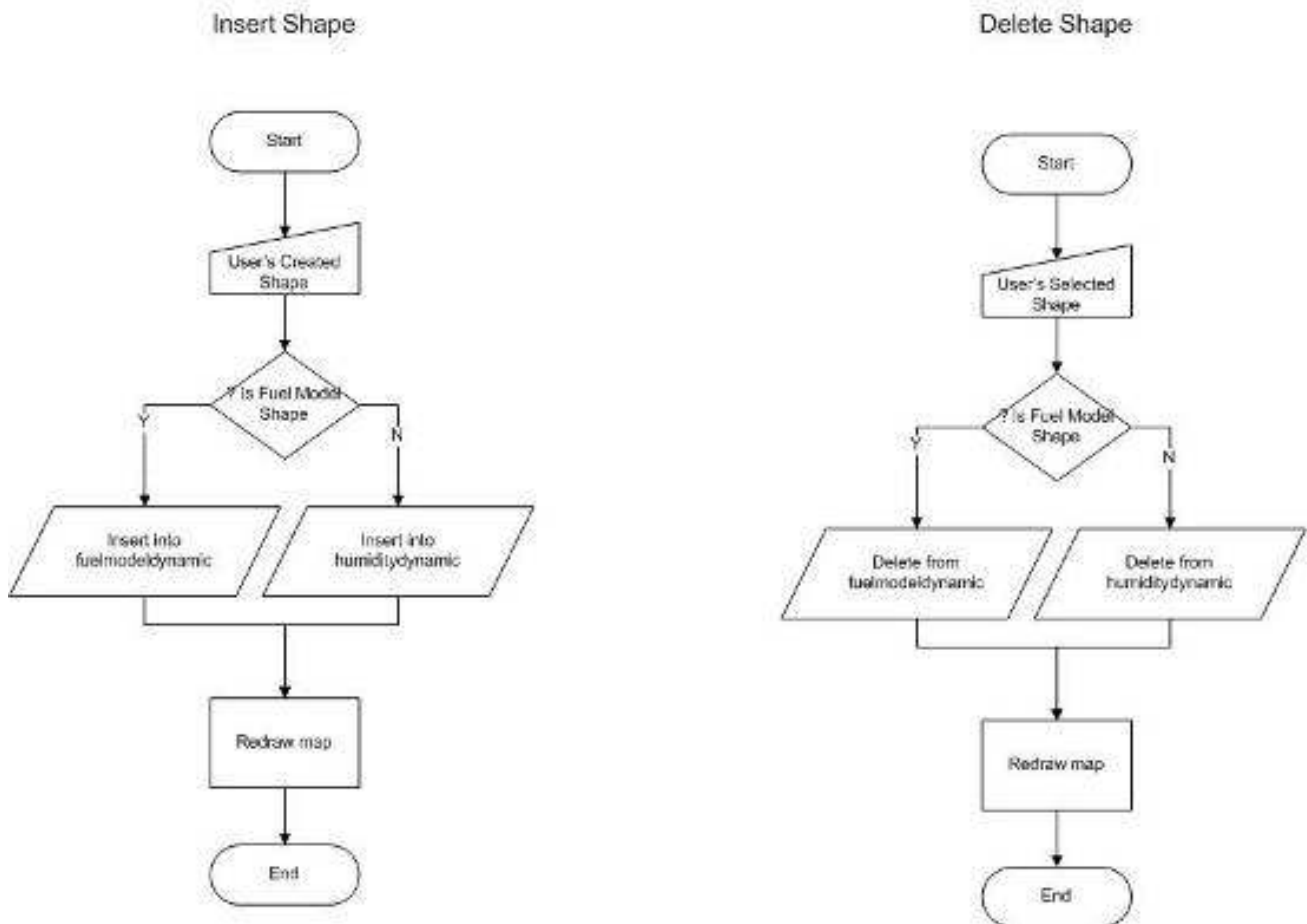 Insert Shape
Start
User's Created
Shape
? Is Fuel Model
Shape
Y
N
Insert into
fuelmodeldynamic
Insert into
humiditydynamic
Redraw map
End
Delete Shape
Start
User's Selected
Shape
? Is Fuel Model
Shape
Y
N
Delete from
fuelmodeldynamic
Delete from
humiditydynamic
Redraw map
End